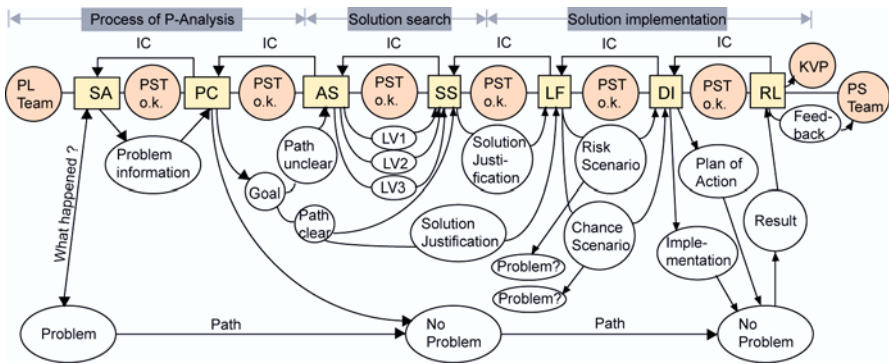 Process of P-Analysis
Solution search
Solution implementation
IC
IC
IC
IC
IC
IC
KVP
PL
Team
SA
PST
o.k.
PC
PST
o.k.
AS
PST
o.k.
SS
PST
o.k.
LF
PST
o.k.
DI
PST
o.k.
RL
PS
Team
Feed-
back
What happened ?
Problem
information
Path
unclear
Goal
Path
clear
LV1
LV2
LV3
Solution
Justi-
fication
Solution
Justification
Risk
Scenario
Chance
Scenario
Problem?
Problem?
Plan of
Action
Imple-
mentation
Result
Problem
Path
No
Problem
Path
No
Problem